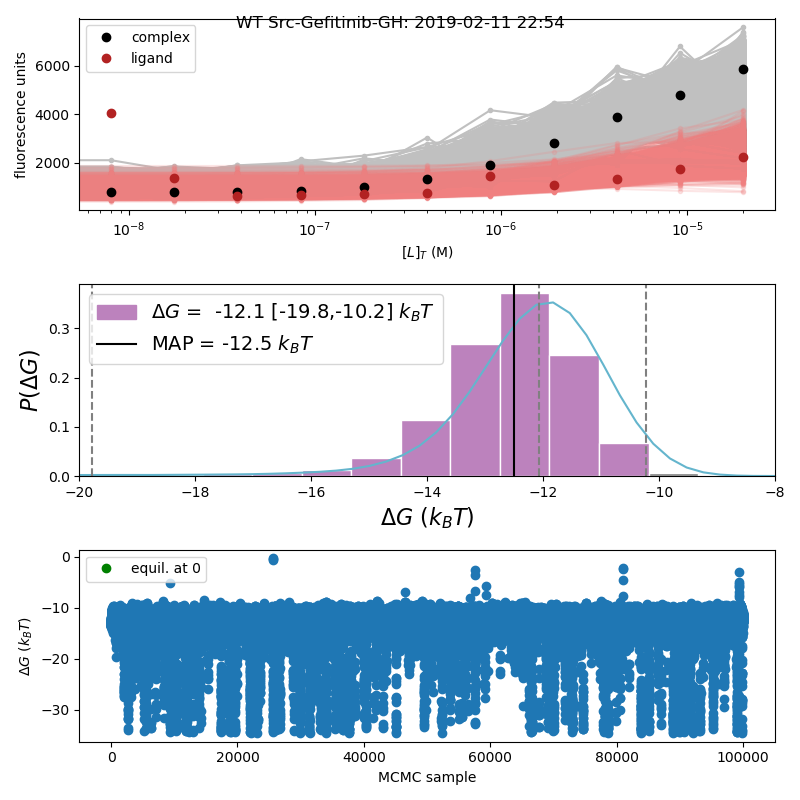 WT Src-Gefitinib-GH: 2019-02-11 22:54
complex
ligand
fluorescence units
6000
4000
2000
10⁻⁸
10⁻⁷
10⁻⁶
10⁻⁵
[L]_T (M)
ΔG = -12.1 [-19.8,-10.2] k_BT
MAP = -12.5 k_BT
P(ΔG)
0.3
0.2
0.1
0.0
−20
−18
−16
−14
−12
−10
−8
ΔG (k_BT)
equil. at 0
ΔG (k_BT)
0
−10
−20
−30
0
20000
40000
60000
80000
100000
MCMC sample